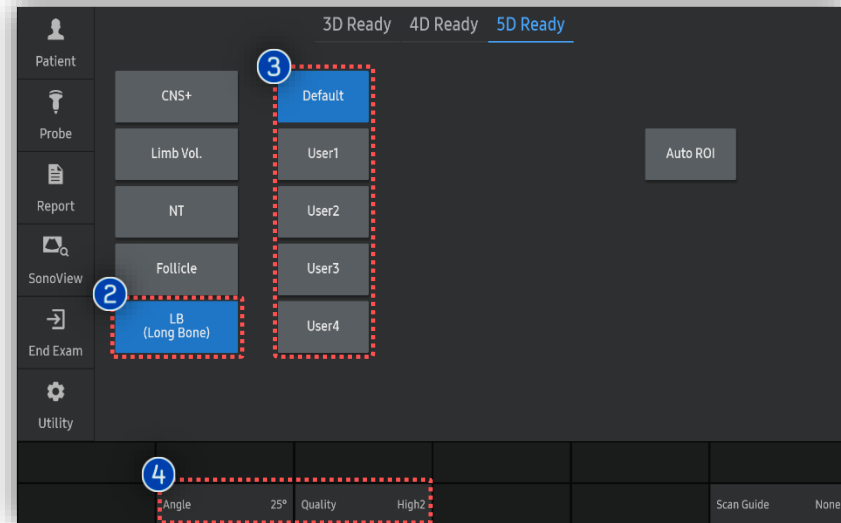 3D Ready 4D Ready 5D Ready
Patient
Probe
Report
SonoView
End Exam
Utility
2
CNS+
Limb Vol.
NT
Follicle
LB
(Long Bone)
3
Default
User1
User2
User3
User4
Auto ROI
4
Angle 25° Quality High2
Scan Guide None